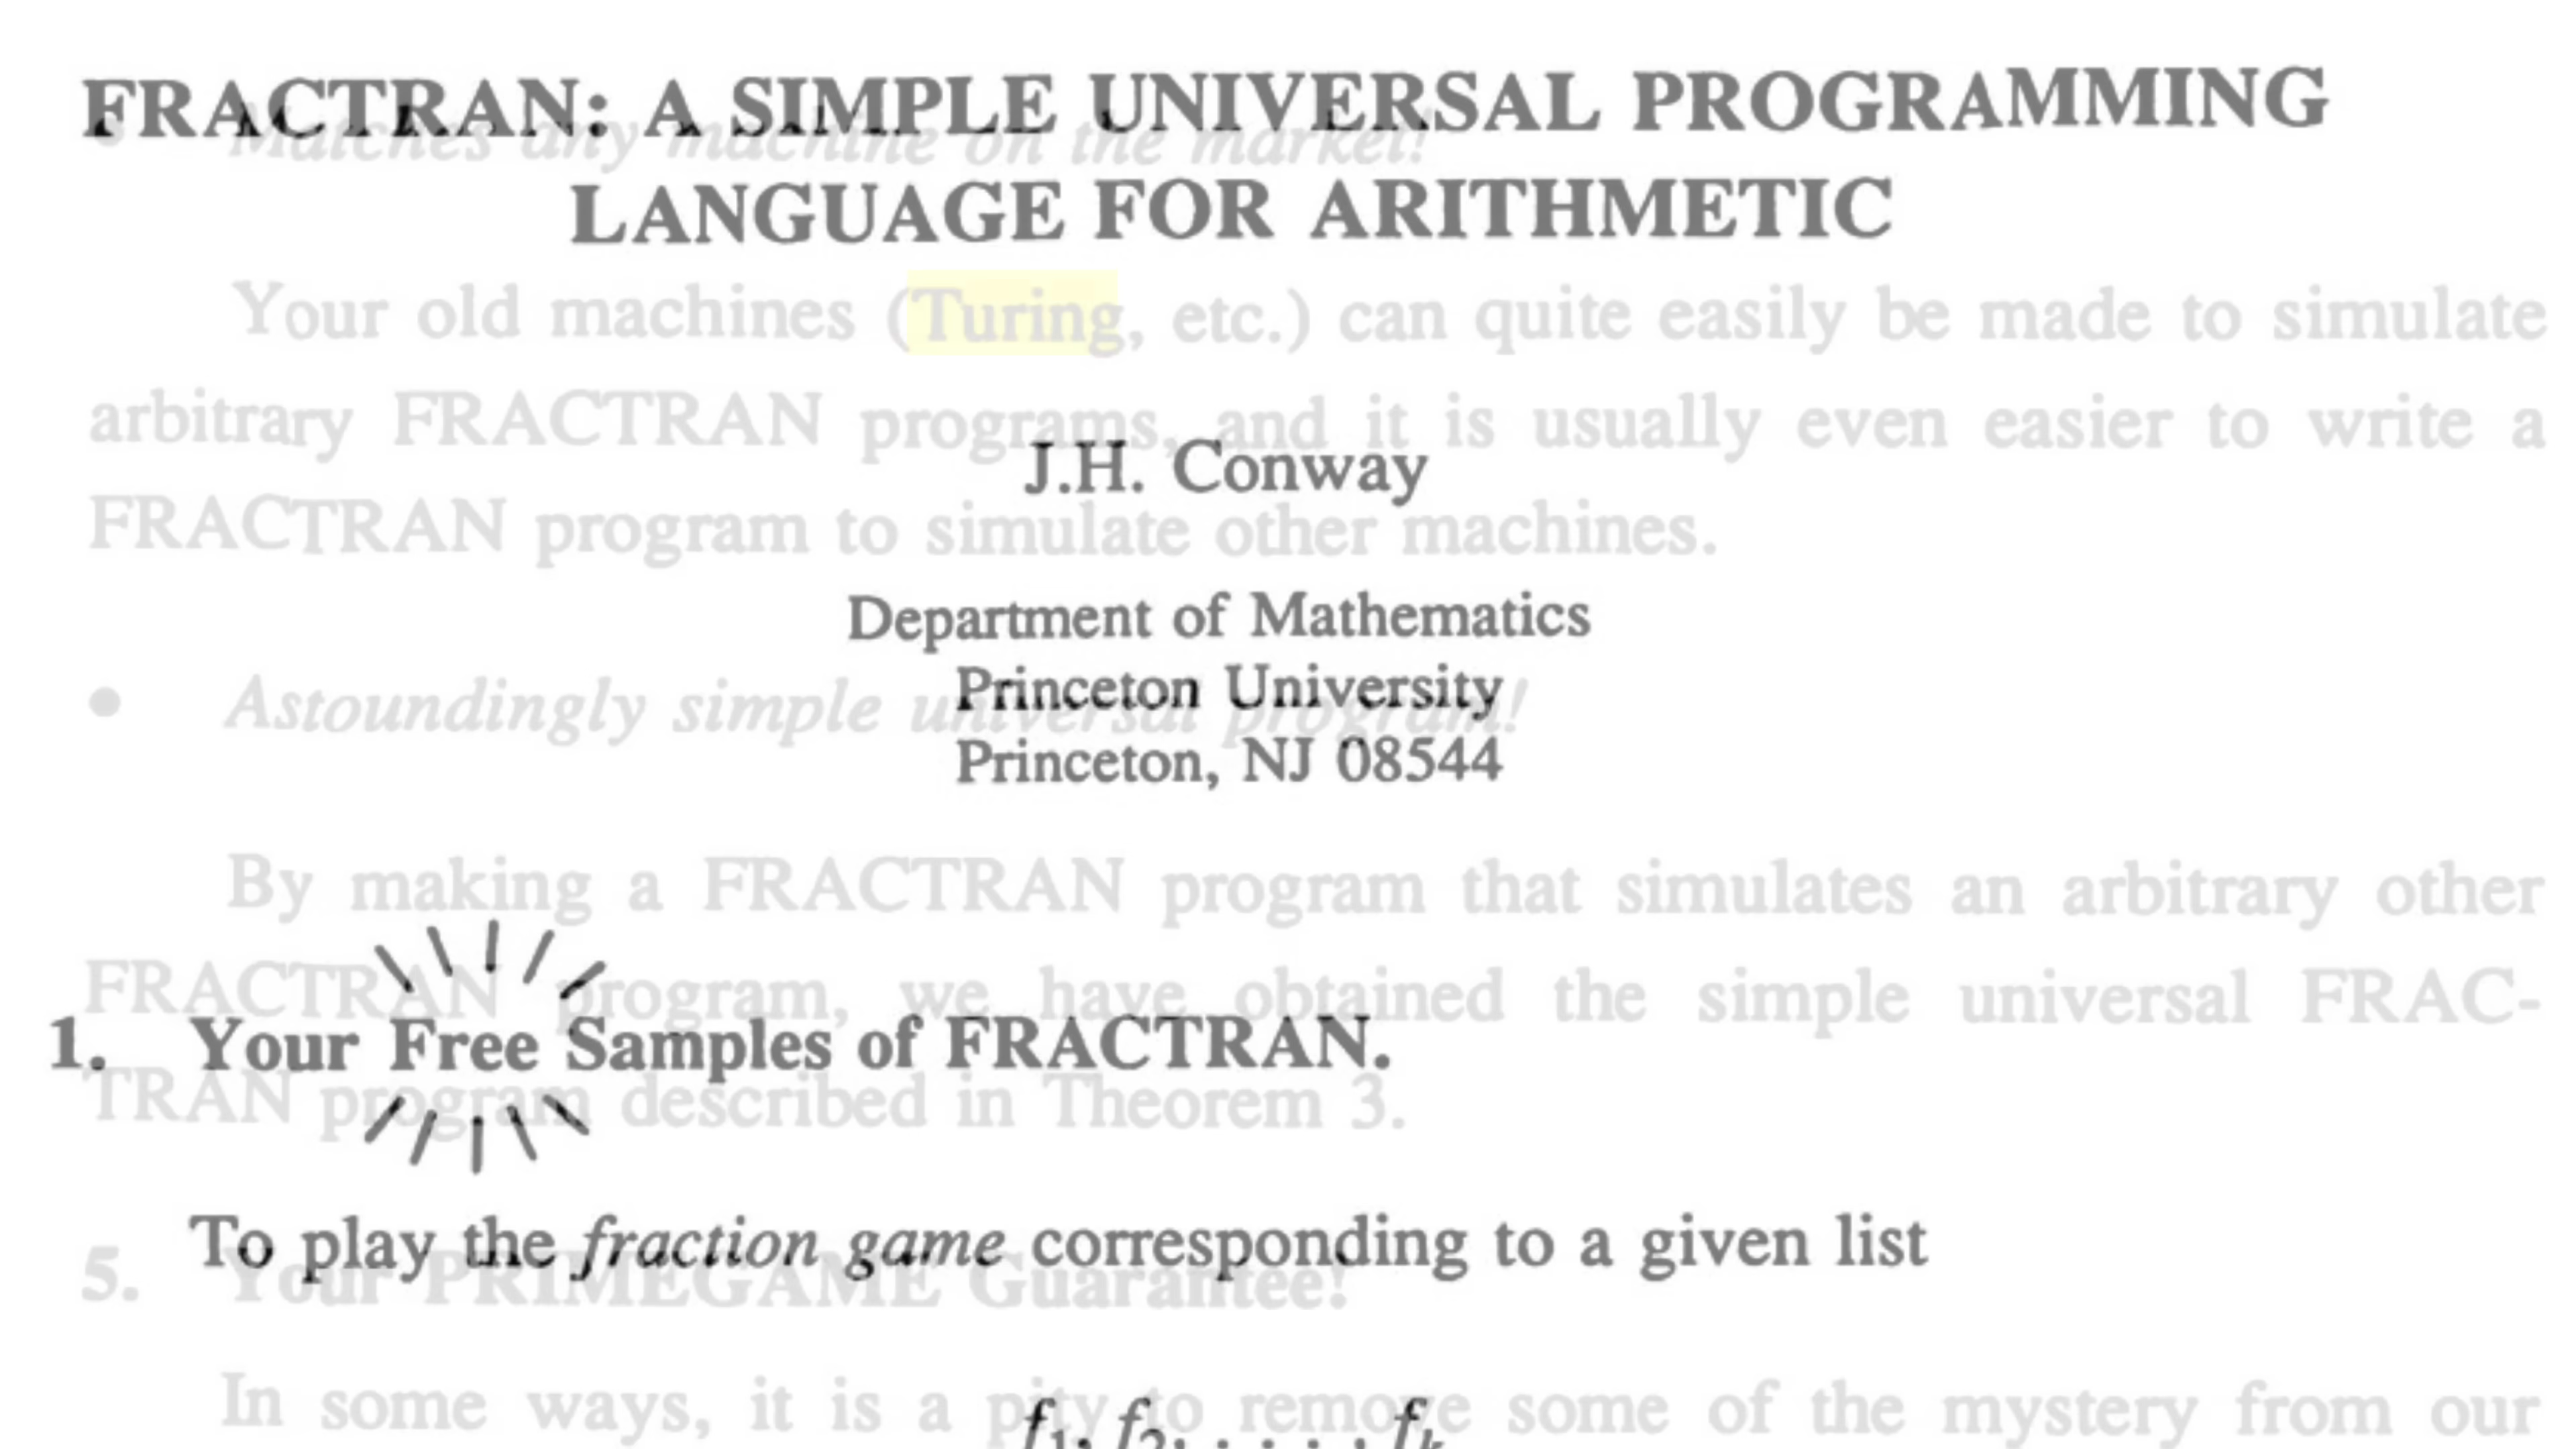 FRACTRAN: A SIMPLE UNIVERSAL PROGRAMMING
• Matches any machine on the market!
LANGUAGE FOR ARITHMETIC
Your old machines (Turing, etc.) can quite easily be made to simulate
arbitrary FRACTRAN programs, and it is usually even easier to write a
J.H. Conway
FRACTRAN program to simulate other machines.
Department of Mathematics
Princeton University
• Astoundingly simple universal program!
Princeton, NJ 08544
By making a FRACTRAN program that simulates an arbitrary other
FRACTRAN program, we have obtained the simple universal FRAC-
1. Your Free Samples of FRACTRAN.
TRAN program described in Theorem 3.
To play the fraction game corresponding to a given list
5. Your PRIMEGAME Guarantee!
In some ways, it is a pity to remove some of the mystery from our
f1, f2, . . . . , fk